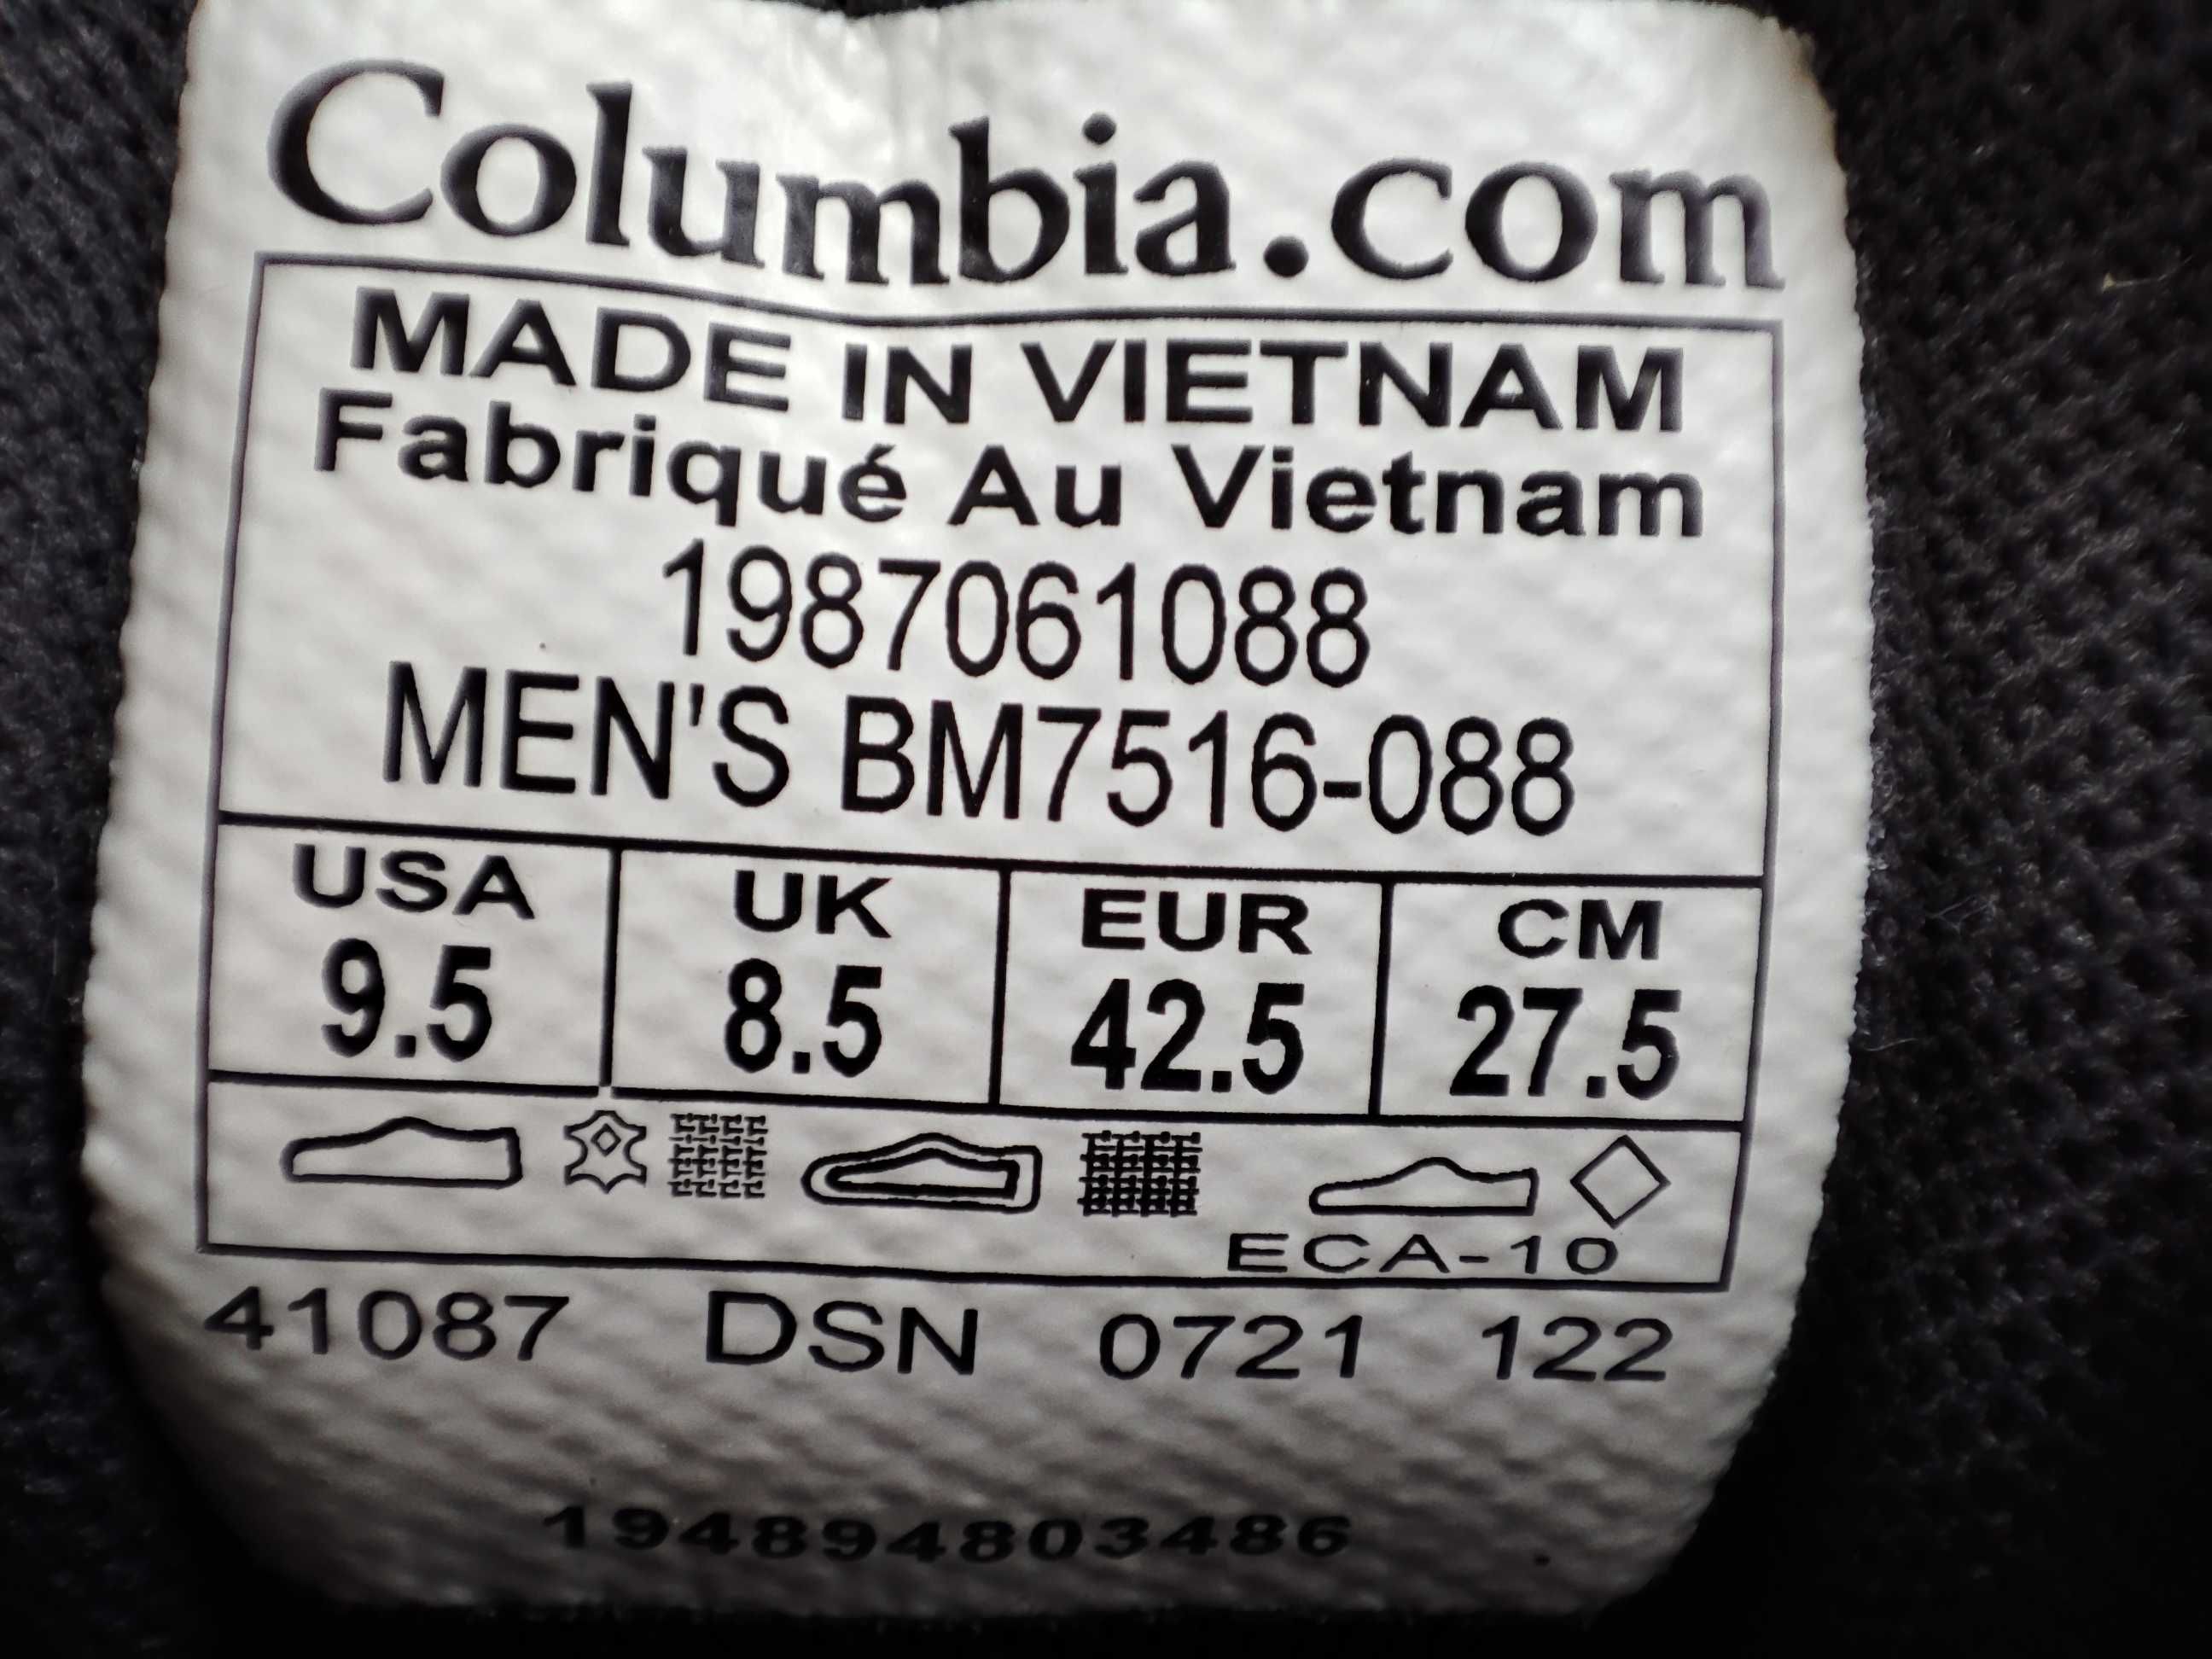 Columbia.com
MADE IN VIETNAM
Fabriqué Au Vietnam
1987061088
MEN'S BM7516-088
USA UK EUR CM
9.5 8.5 42.5 27.5
ECA-10
41087 DSN 0721 122
194894803486